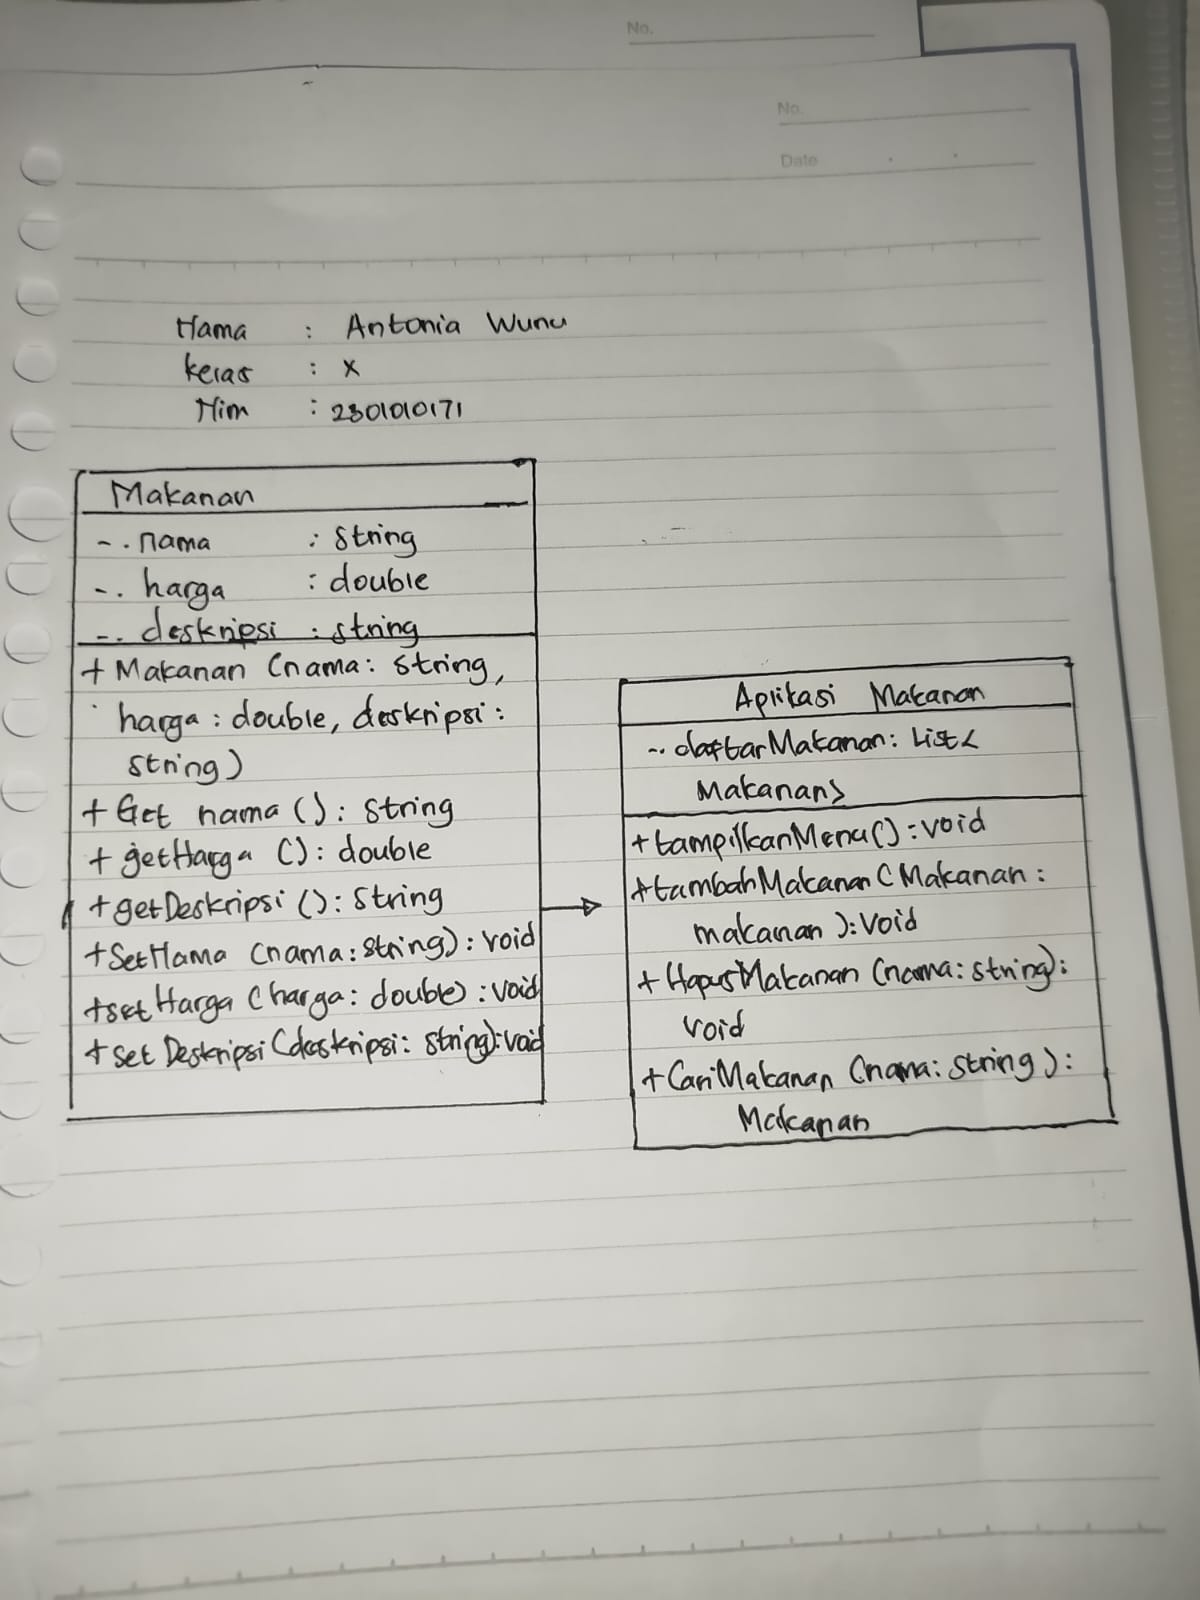 No.
No.
Date
Nama : Antonia Wunu
Kelas : X
Nim : 2301010171
Makanan
- . nama : string
- . harga : double
- . deskripsi : string
+ Makanan (nama: string,
harga : double, deskripsi :
string)
+ Get nama () : string
+ getHarga () : double
+ getDeskripsi () : string
+ SetNama (nama : string) : void
+ set Harga (harga : double) : void
+ set Deskripsi (deskripsi : string) : void
Aplikasi Makanan
- . daftarMakanan : List <
Makanan>
+ tampilkanMenu() : void
+ tambahMakanan (Makanan :
makanan ) : void
+ HapusMakanan (nama : string) :
void
+ CariMakanan (nama : string ) :
Makanan